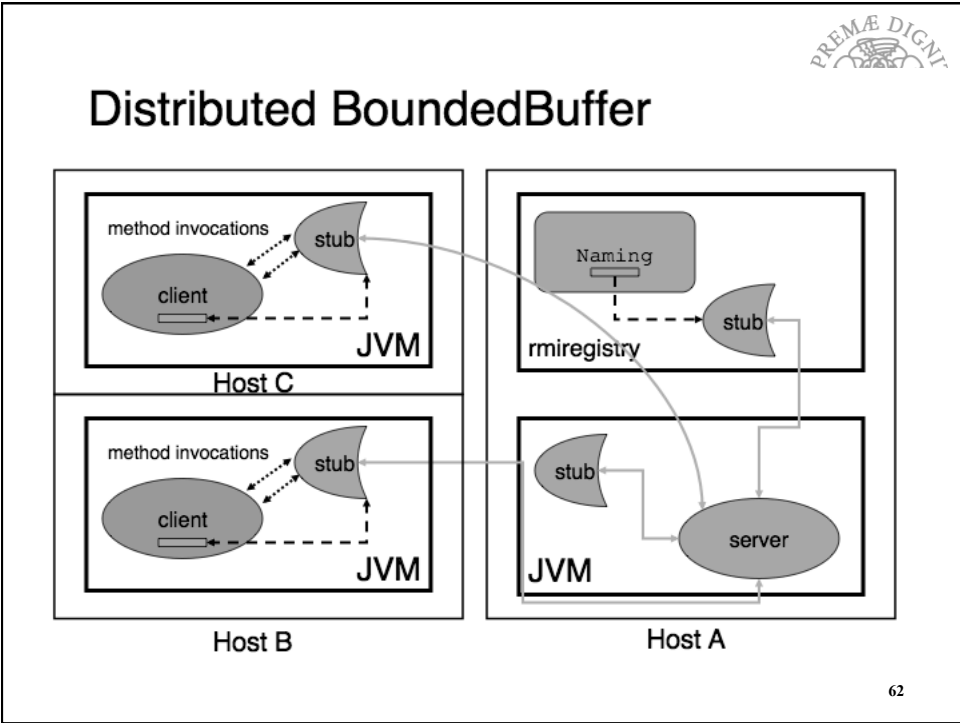 PREMÆ DIGNI
Distributed BoundedBuffer
method invocations
stub
client
JVM
Host C
method invocations
stub
client
JVM
Host B
Naming
stub
rmiregistry
stub
server
JVM
Host A
62